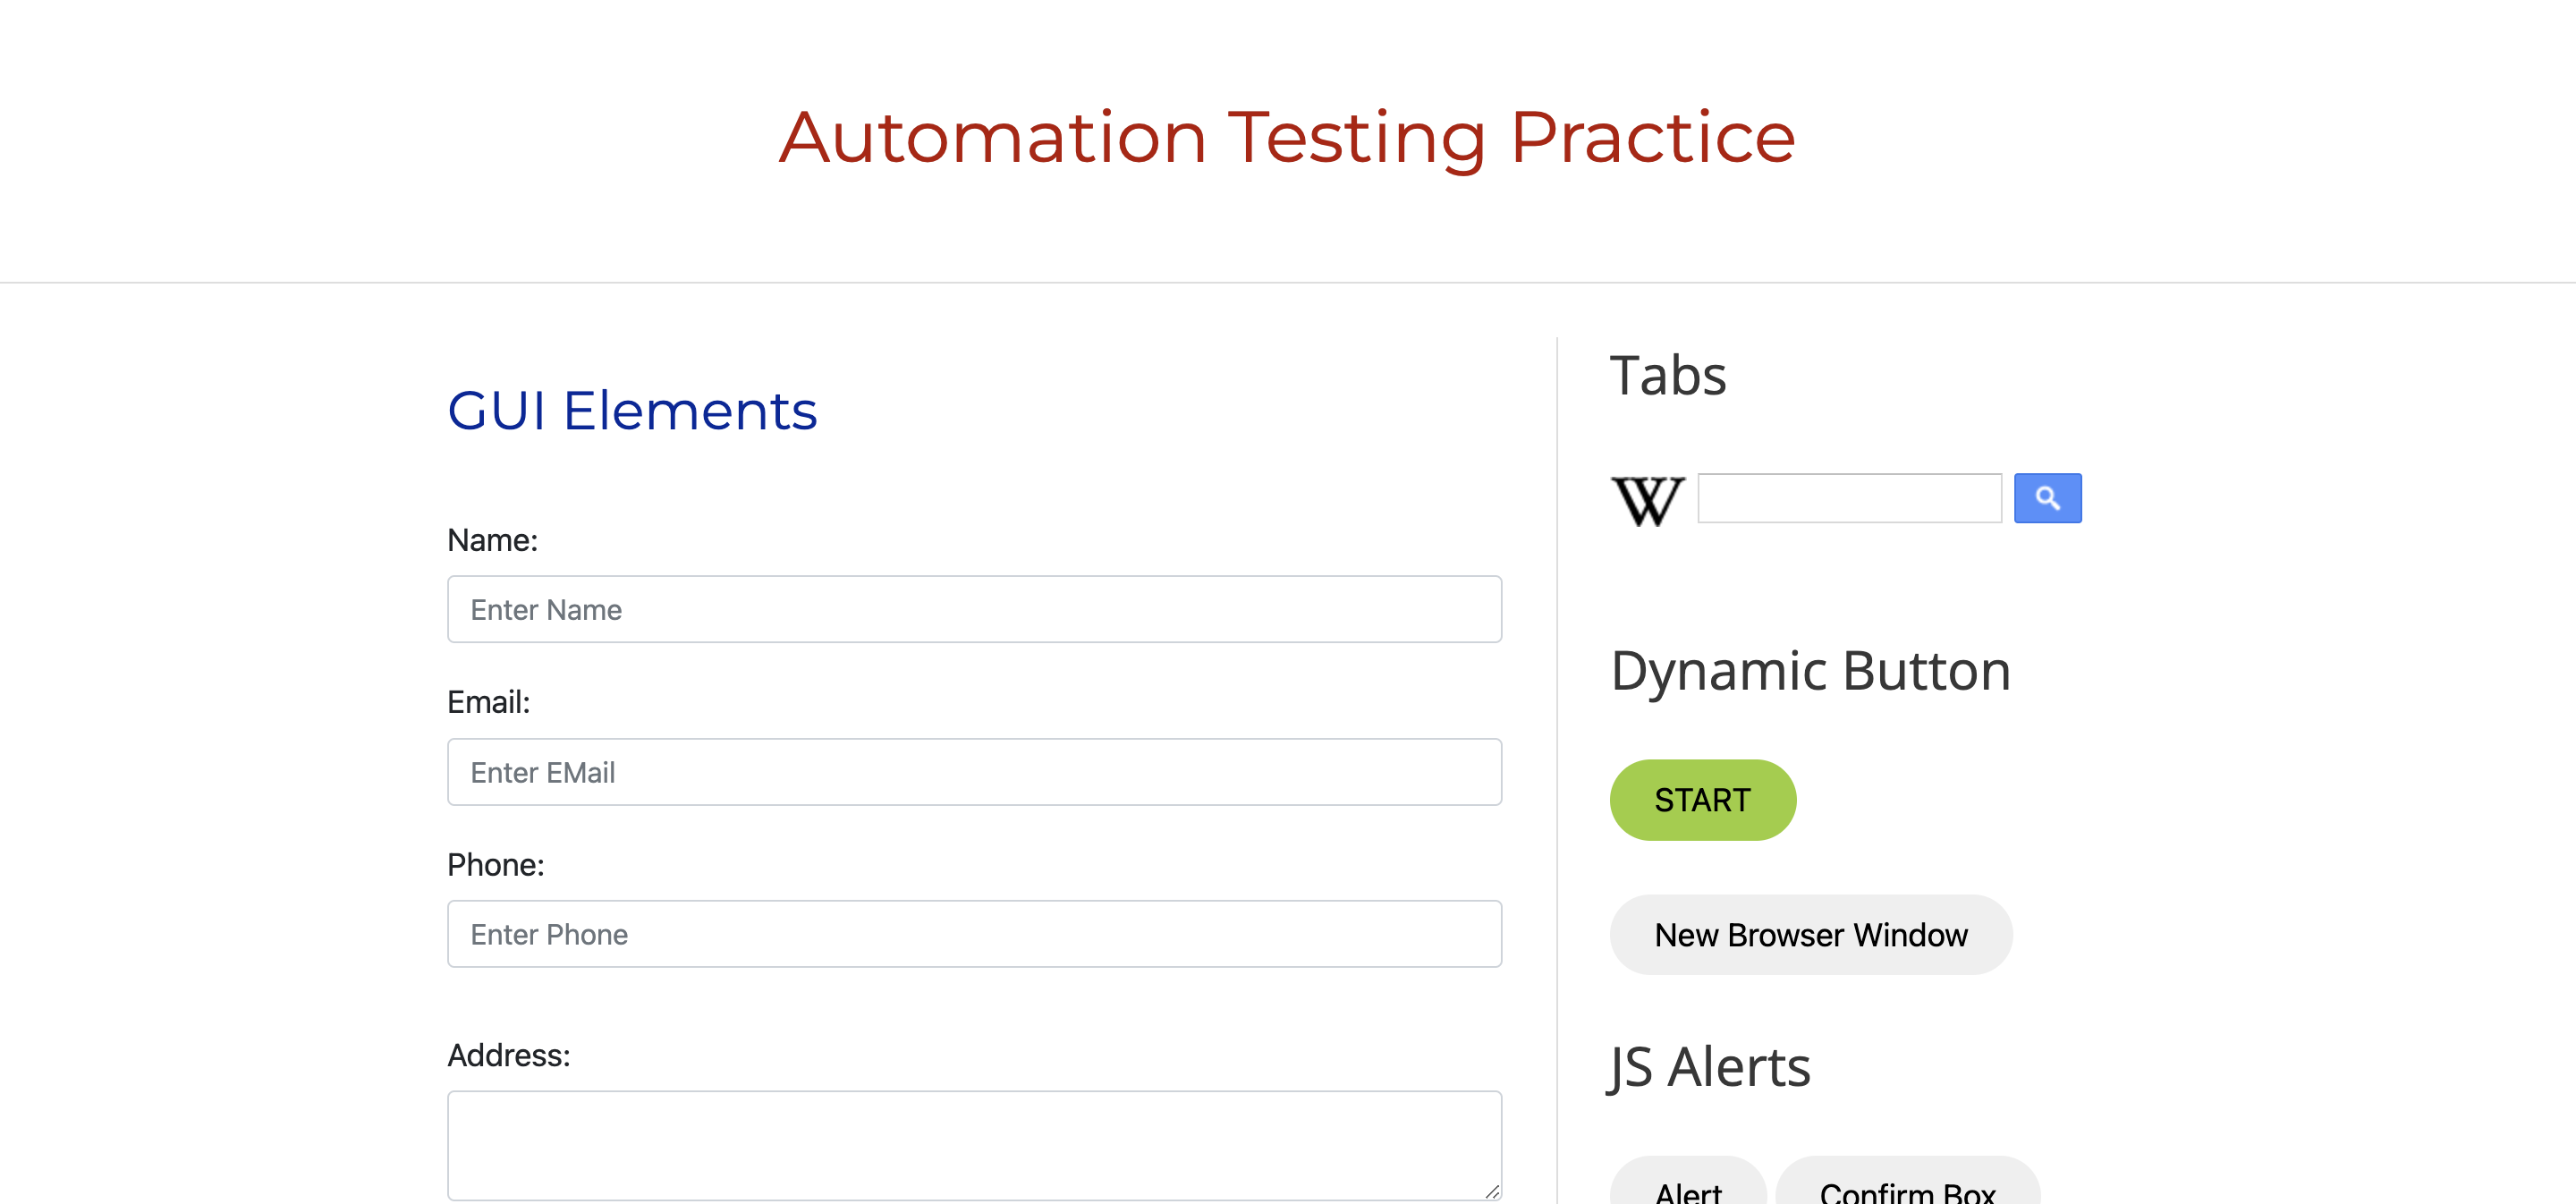 Automation Testing Practice
GUI Elements
Name:
Enter Name
Email:
Enter EMail
Phone:
Enter Phone
Address:
Tabs
W
Dynamic Button
START
New Browser Window
JS Alerts
Alert
Confirm Box